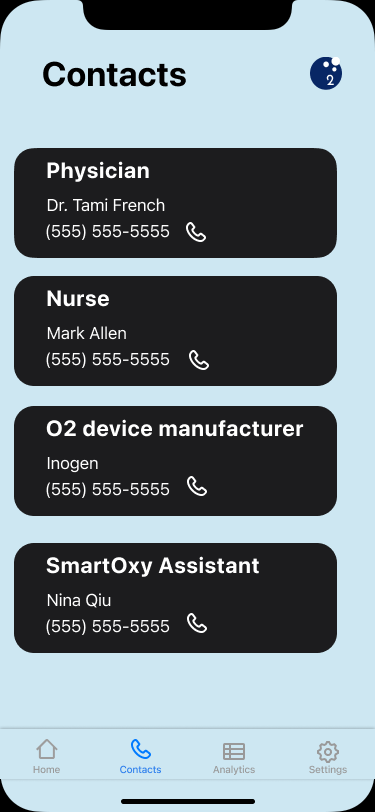 Contacts
2
Physician
Dr. Tami French
(555) 555-5555
Nurse
Mark Allen
(555) 555-5555
O2 device manufacturer
Inogen
(555) 555-5555
SmartOxy Assistant
Nina Qiu
(555) 555-5555
Home
Contacts
Analytics
Settings